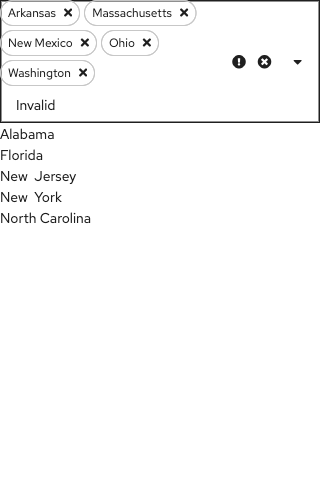 Arkansas Massachusetts
New Mexico Ohio
Washington
Invalid
Alabama
Florida
New Jersey
New York
North Carolina